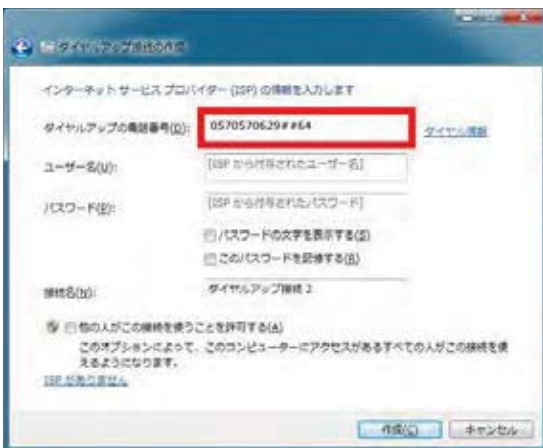 ダイヤルアップ接続の作成
インターネット サービス プロバイダー (ISP) の情報を入力します
ダイヤルアップの電話番号(D): 0570570629##64 ダイヤル情報
ユーザー名(U): [ISP から付与されたユーザー名]
パスワード(P): [ISP から付与されたパスワード]
パスワードの文字を表示する(S)
このパスワードを記憶する(R)
接続名(N): ダイヤルアップ接続 2
他の人がこの接続を使うことを許可する(A)
このオプションによって、このコンピューターにアクセスがあるすべての人がこの接続を使
えるようになります。
ISP がありません
作成(C) キャンセル